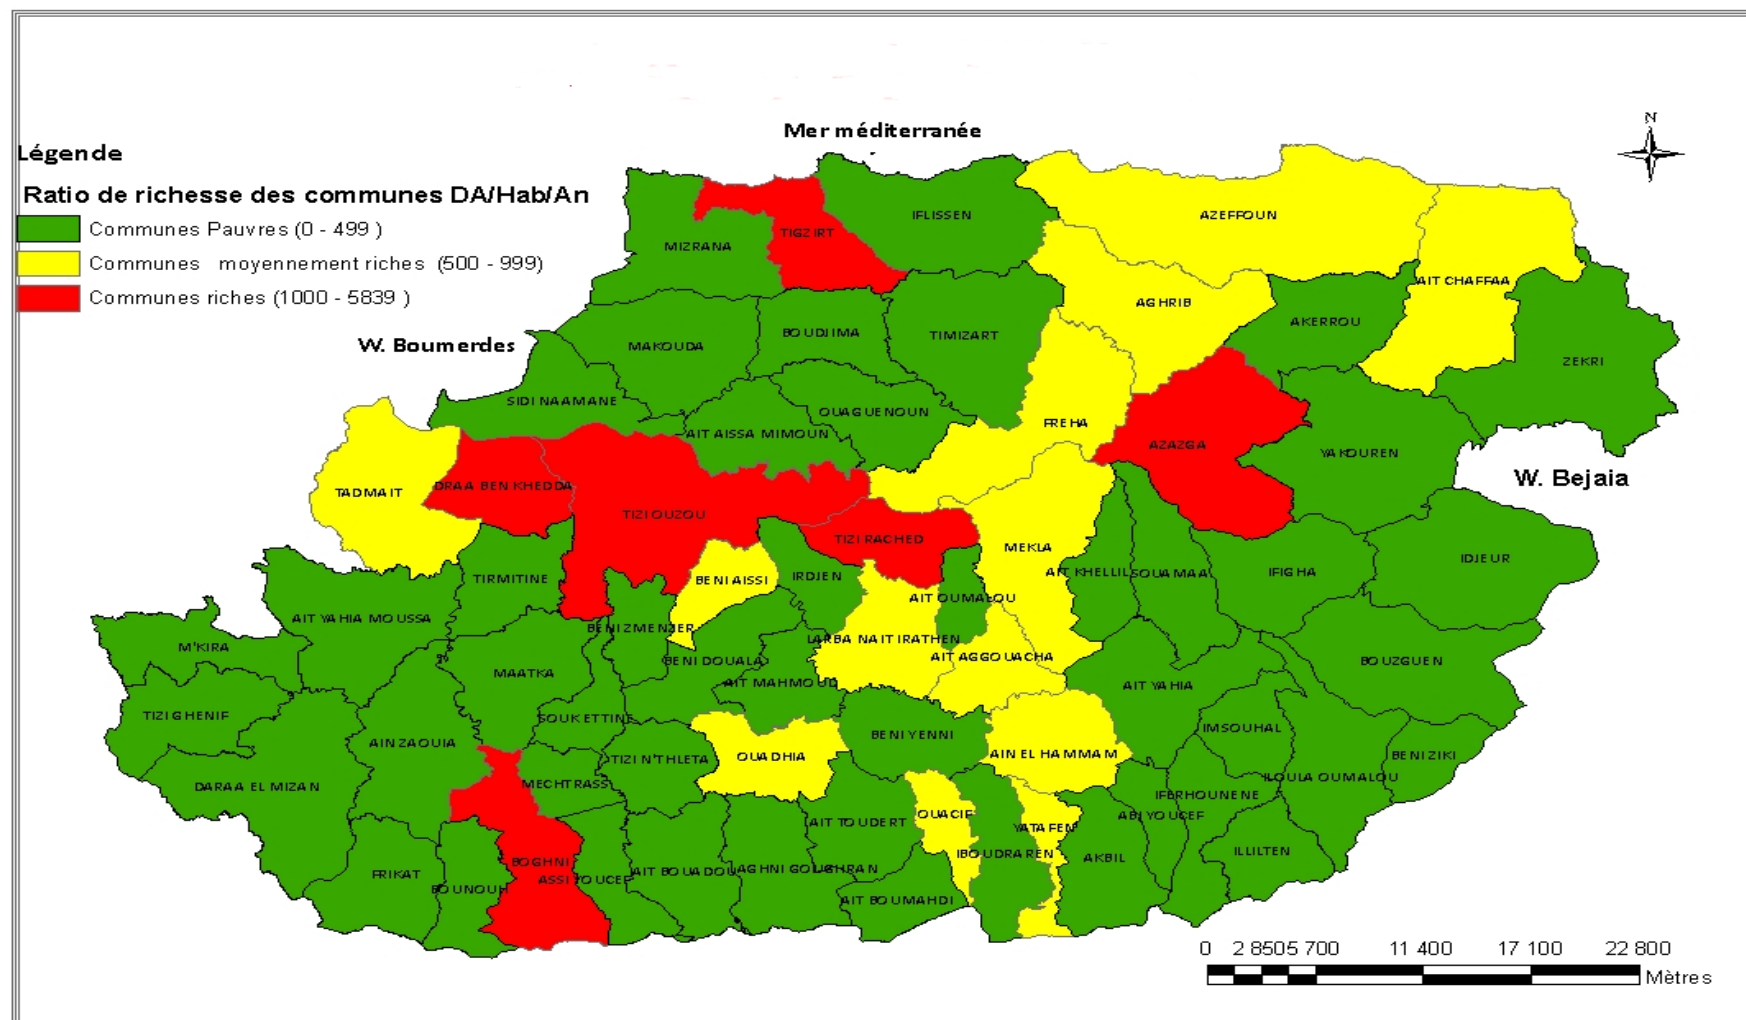 Mer méditerranée
N
Légende
Ratio de richesse des communes DA/Hab/An
Communes Pauvres (0 - 499 )
Communes moyennement riches (500 - 999)
Communes riches (1000 - 5839 )
W. Boumerdes
W. Bejaia
IFLISSEN
AZEFFOUN
TIGZIRT
MIZRANA
AIT CHAFFAA
AGHRIB
AKERROU
BOUDJIMA
TIMIZART
MAKOUDA
ZEKRI
SIDI NAAMANE
OUAGUENOUN
FREHA
AIT AISSA MIMOUN
AZAZGA
YAKOUREN
DRAA BEN KHEDDA
TADMAIT
TIZI OUZOU
TIZI RACHED
MEKLA
IDJEUR
AIT KHELLIL
SOUAMAA
IFIGHA
TIRMITINE
BENI AISSI
IRDJEN
AIT OUMALOU
AIT YAHIA MOUSSA
BENI ZMENZER
LARBA NAIT IRATHEN
M'KIRA
AIT AGGOUACHA
BENI DOUALA
BOUZGUEN
MAATKA
AIT MAHMOUD
AIT YAHIA
TIZI GHENIF
SOUK ETTINE
IMSOUHAL
AIN ZAOUIA
BENI YENNI
TIZI N'THLETA
OUADHIA
AIN EL HAMMAM
BENI ZIKI
DARAA EL MIZAN
MECHTRASS
ILOULA OUMALOU
IFERHOUNENE
OUACIF
ABI YOUCEF
AIT TOUDERT
YATAFEN
IBOUDRAREN
AKBIL
ILLILTEN
BOGHNI
FRIKAT
ASSI YOUCEF
AIT BOUADOU
AGHNI GOUGHRAN
BOUNOUH
AIT BOUMAHDI
0 2 850 5 700 11 400 17 100 22 800
Mètres